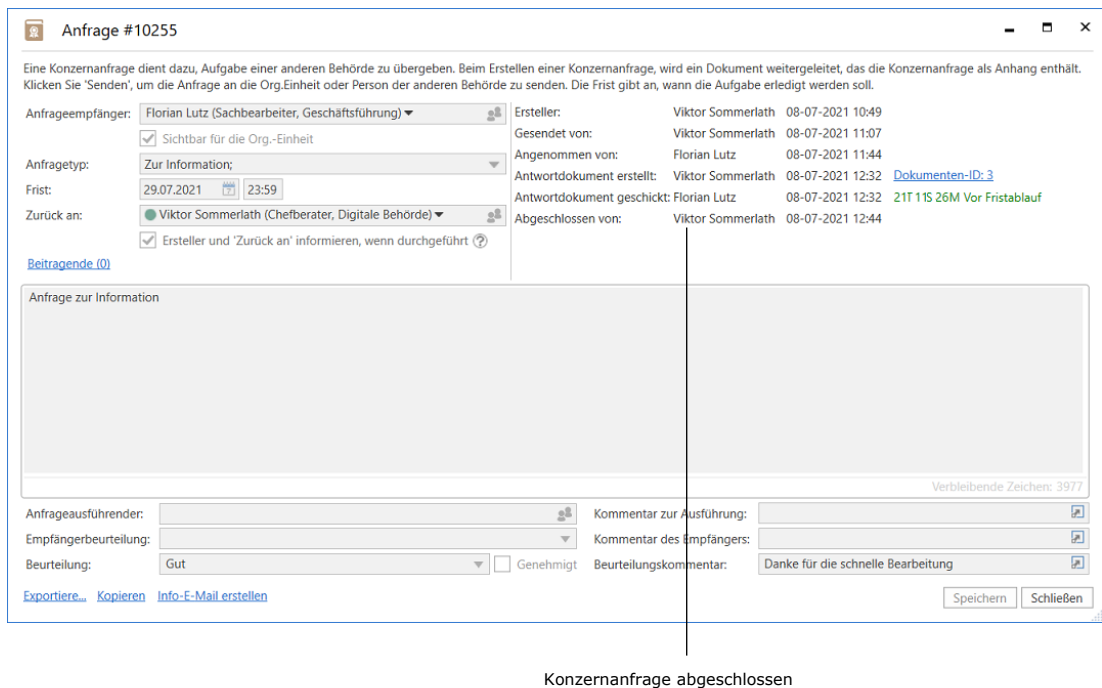 Anfrage #10255
Eine Konzernanfrage dient dazu, Aufgabe einer anderen Behörde zu übergeben. Beim Erstellen einer Konzernanfrage, wird ein Dokument weitergeleitet, das die Konzernanfrage als Anhang enthält.
Klicken Sie 'Senden', um die Anfrage an die Org.Einheit oder Person der anderen Behörde zu senden. Die Frist gibt an, wann die Aufgabe erledigt werden soll.
Anfrageempfänger: Florian Lutz (Sachbearbeiter, Geschäftsführung)
Sichtbar für die Org.-Einheit
Anfragetyp: Zur Information;
Frist: 29.07.2021 23:59
Zurück an: Viktor Sommerlath (Chefberater, Digitale Behörde)
Ersteller und 'Zurück an' informieren, wenn durchgeführt ?
Beitragende (0)
Ersteller: Viktor Sommerlath 08-07-2021 10:49
Gesendet von: Viktor Sommerlath 08-07-2021 11:07
Angenommen von: Florian Lutz 08-07-2021 11:44
Antwortdokument erstellt: Viktor Sommerlath 08-07-2021 12:32 Dokumenten-ID: 3
Antwortdokument geschickt: Florian Lutz 08-07-2021 12:32 21T 11S 26M Vor Fristablauf
Abgeschlossen von: Viktor Sommerlath 08-07-2021 12:44
Anfrage zur Information
Verbleibende Zeichen: 3977
Anfrageausführender: Kommentar zur Ausführung:
Empfängerbeurteilung: Kommentar des Empfängers:
Beurteilung: Gut Genehmigt Beurteilungskommentar: Danke für die schnelle Bearbeitung
Exportiere... Kopieren Info-E-Mail erstellen Speichern Schließen
Konzernanfrage abgeschlossen